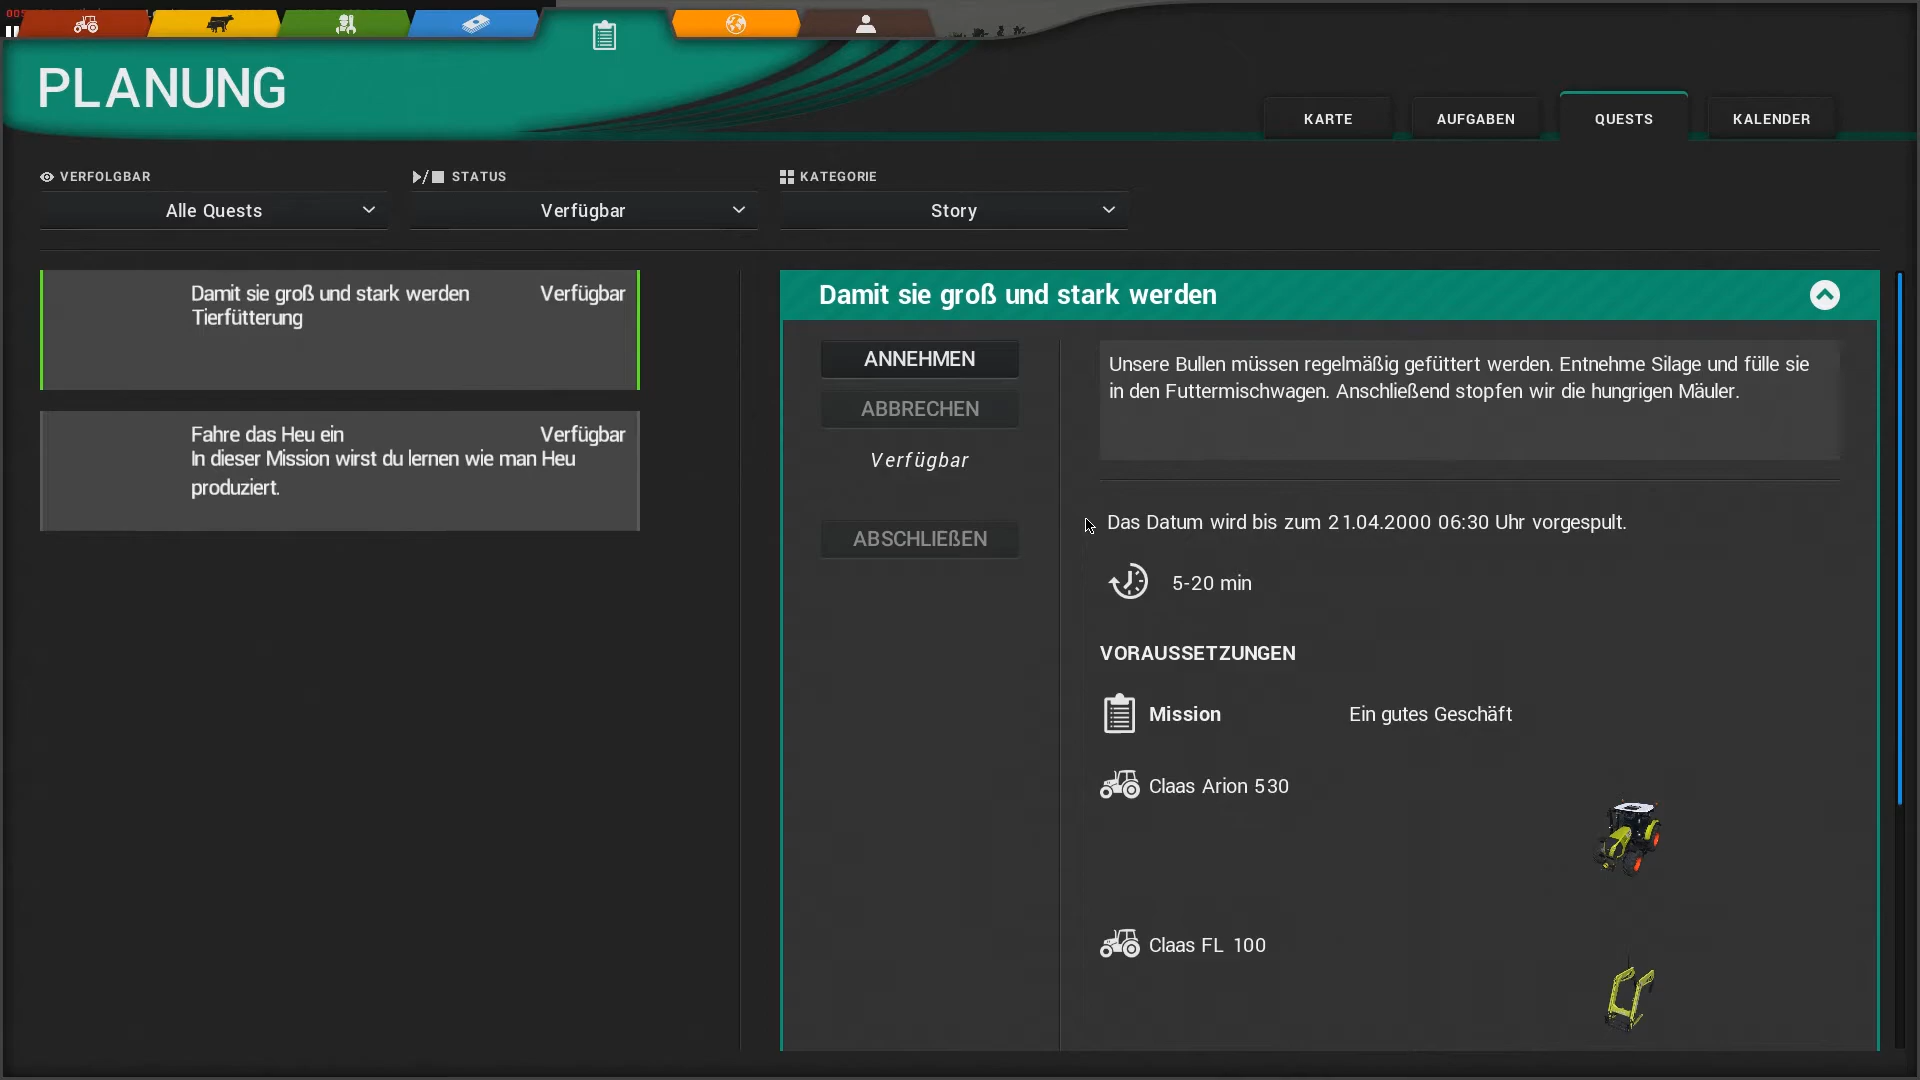 PLANUNG
KARTE
AUFGABEN
QUESTS
KALENDER
VERFOLGBAR
STATUS
KATEGORIE
Alle Quests
Verfügbar
Story
Damit sie groß und stark werden
Verfügbar
Tierfütterung
Fahre das Heu ein
Verfügbar
In dieser Mission wirst du lernen wie man Heu
produziert.
Damit sie groß und stark werden
ANNEHMEN
ABBRECHEN
Verfügbar
ABSCHLIEßEN
Unsere Bullen müssen regelmäßig gefüttert werden. Entnehme Silage und fülle sie
in den Futtermischwagen. Anschließend stopfen wir die hungrigen Mäuler.
Das Datum wird bis zum 21.04.2000 06:30 Uhr vorgespult.
5-20 min
VORAUSSETZUNGEN
Mission
Ein gutes Geschäft
Claas Arion 530
Claas FL 100